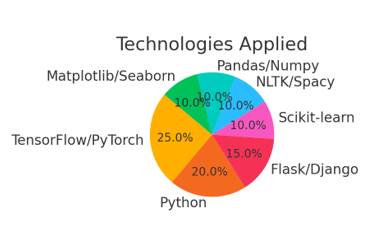 Technologies Applied
Pandas/Numpy
NLTK/Spacy
Matplotlib/Seaborn
10.0%
10.0%
10.0%
Scikit-learn
10.0%
TensorFlow/PyTorch
25.0%
15.0%
Flask/Django
20.0%
Python